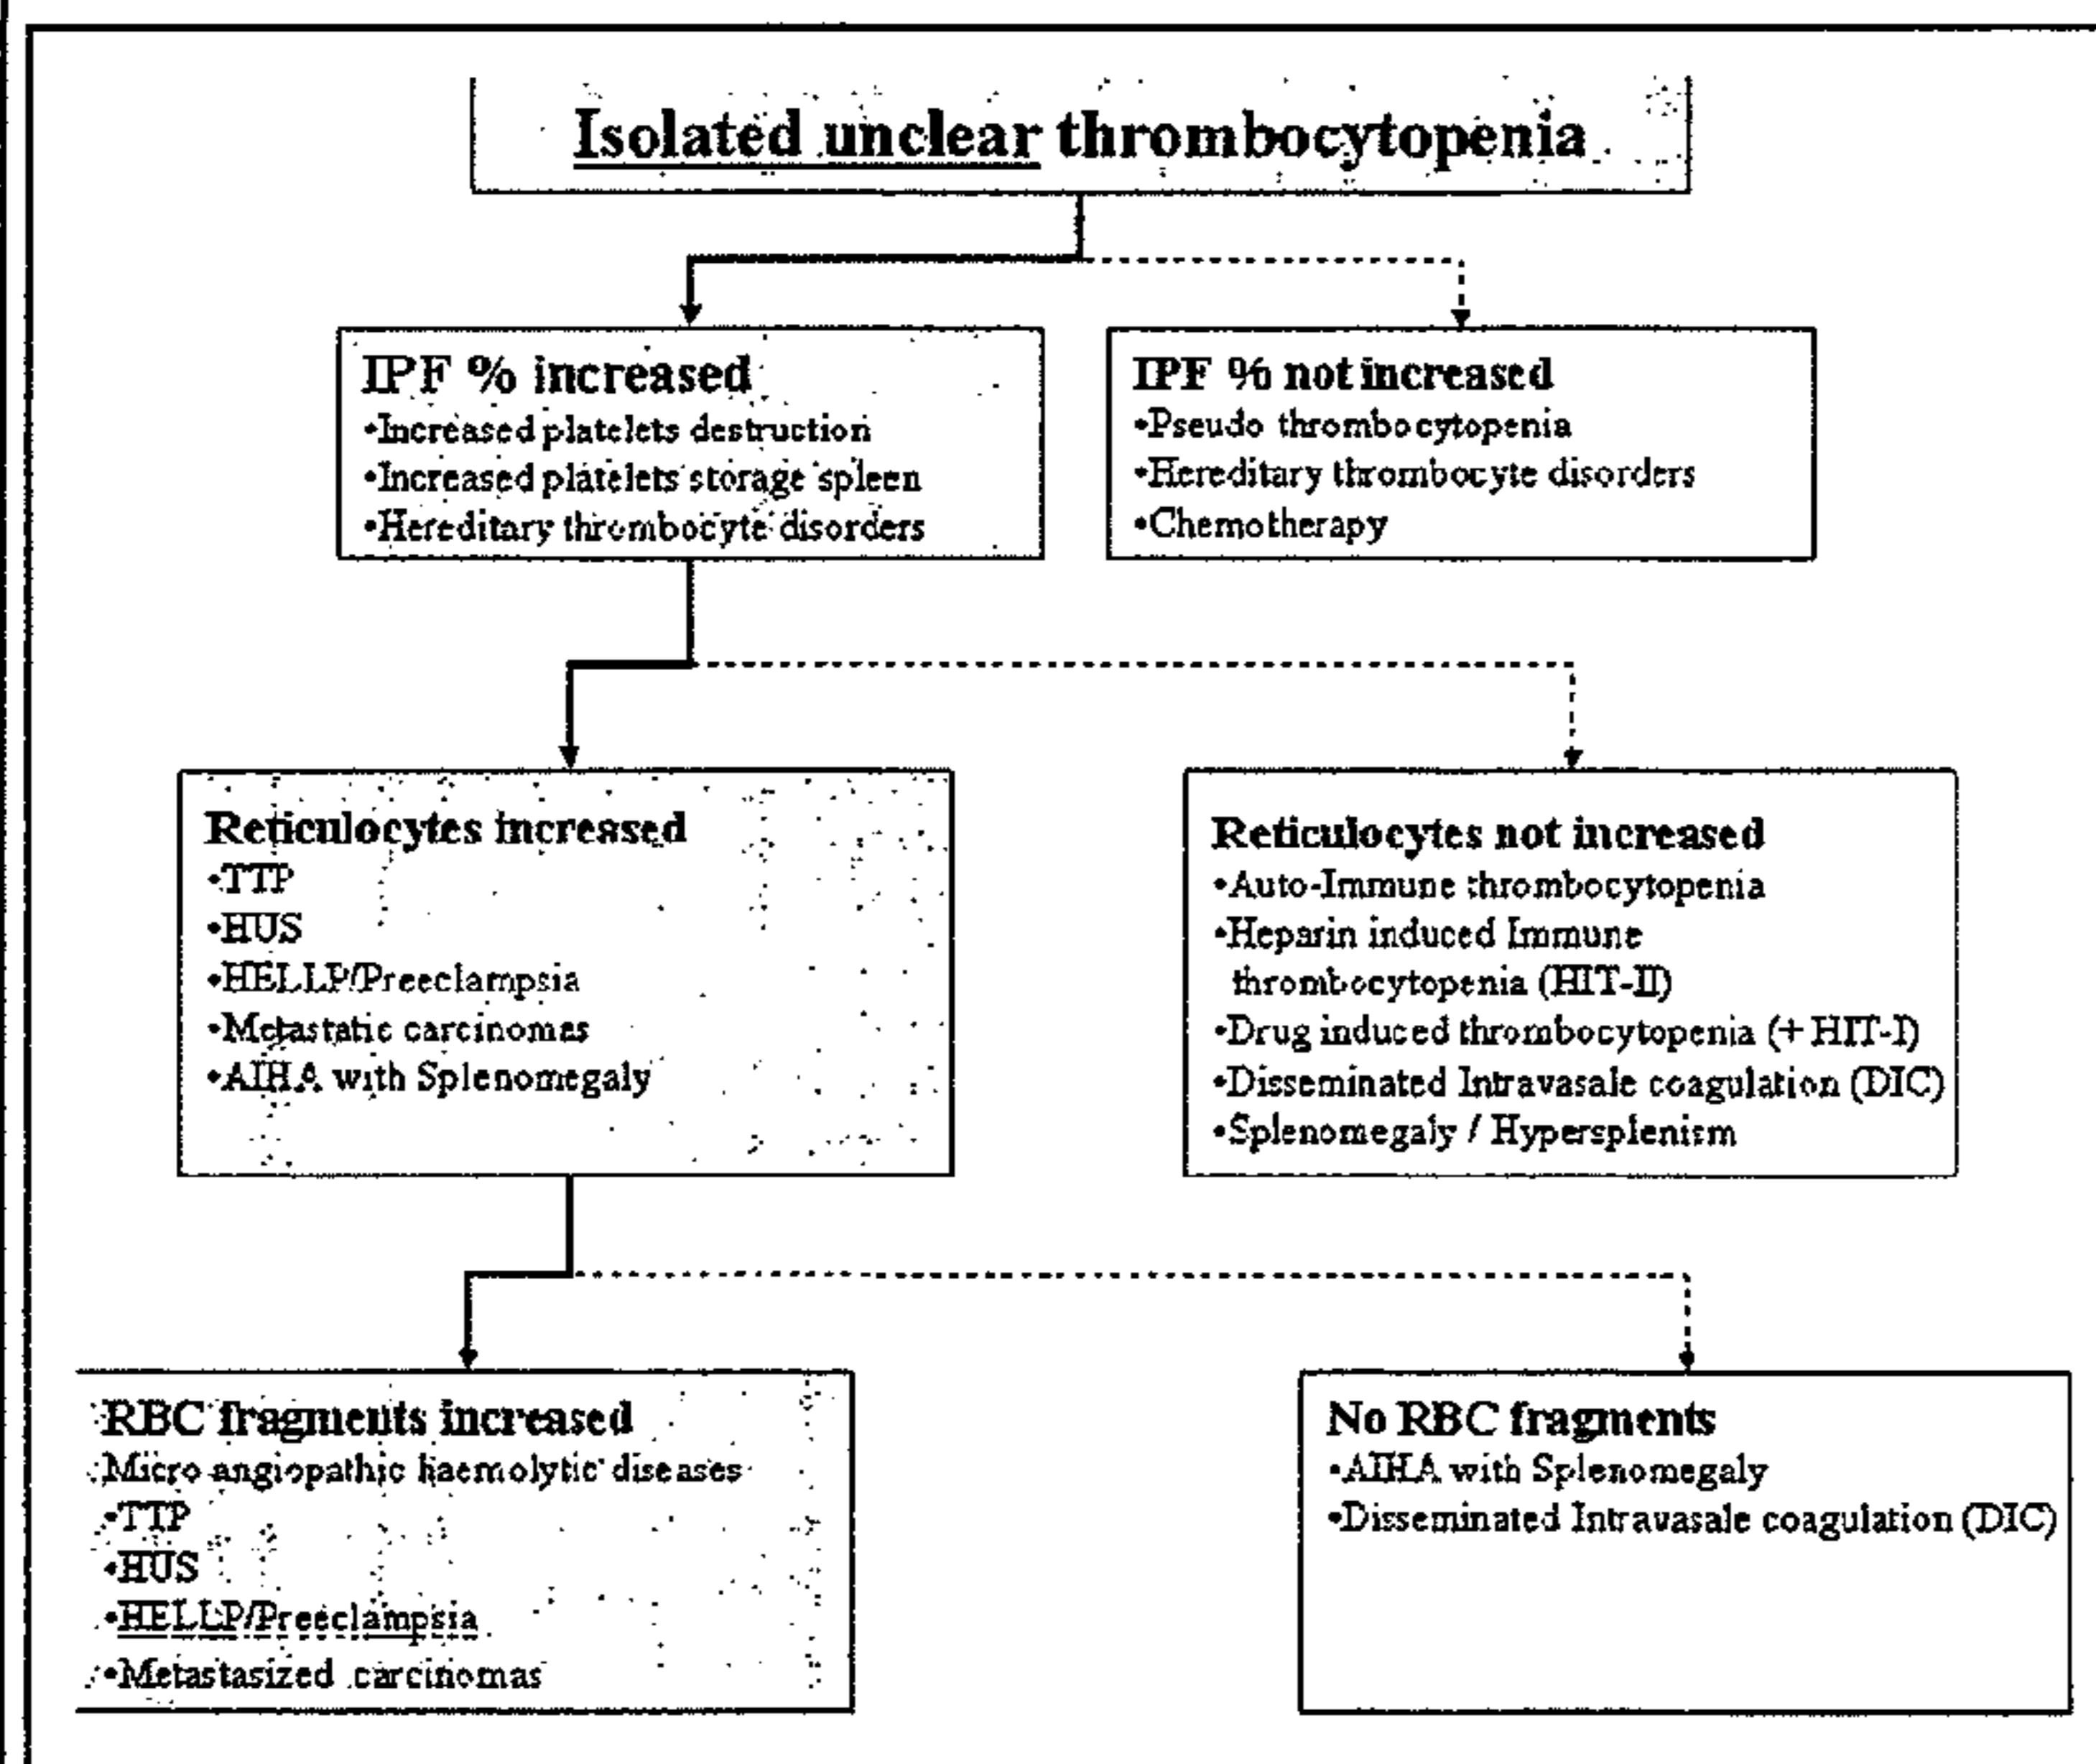 Isolated unclear thrombocytopenia
IPF % increased
•Increased platelets destruction
•Increased platelets storage spleen
•Hereditary thrombocyte disorders
IPF % not increased
•Pseudo thrombocytopenia
•Hereditary thrombocyte disorders
•Chemotherapy
Reticulocytes increased
•TTP
•HUS
•HELLP/Preeclampsia
•Metastatic carcinomas
•AIHA with Splenomegaly
Reticulocytes not increased
•Auto-Immune thrombocytopenia
•Heparin induced Immune
thrombocytopenia (HIT-II)
•Drug induced thrombocytopenia (+ HIT-I)
•Disseminated Intravasale coagulation (DIC)
•Splenomegaly / Hypersplenism
RBC fragments increased
Micro angiopathic haemolytic diseases
•TTP
•HUS
•HELLP/Preeclampsia
•Metastasized carcinomas
No RBC fragments
•AIHA with Splenomegaly
•Disseminated Intravasale coagulation (DIC)